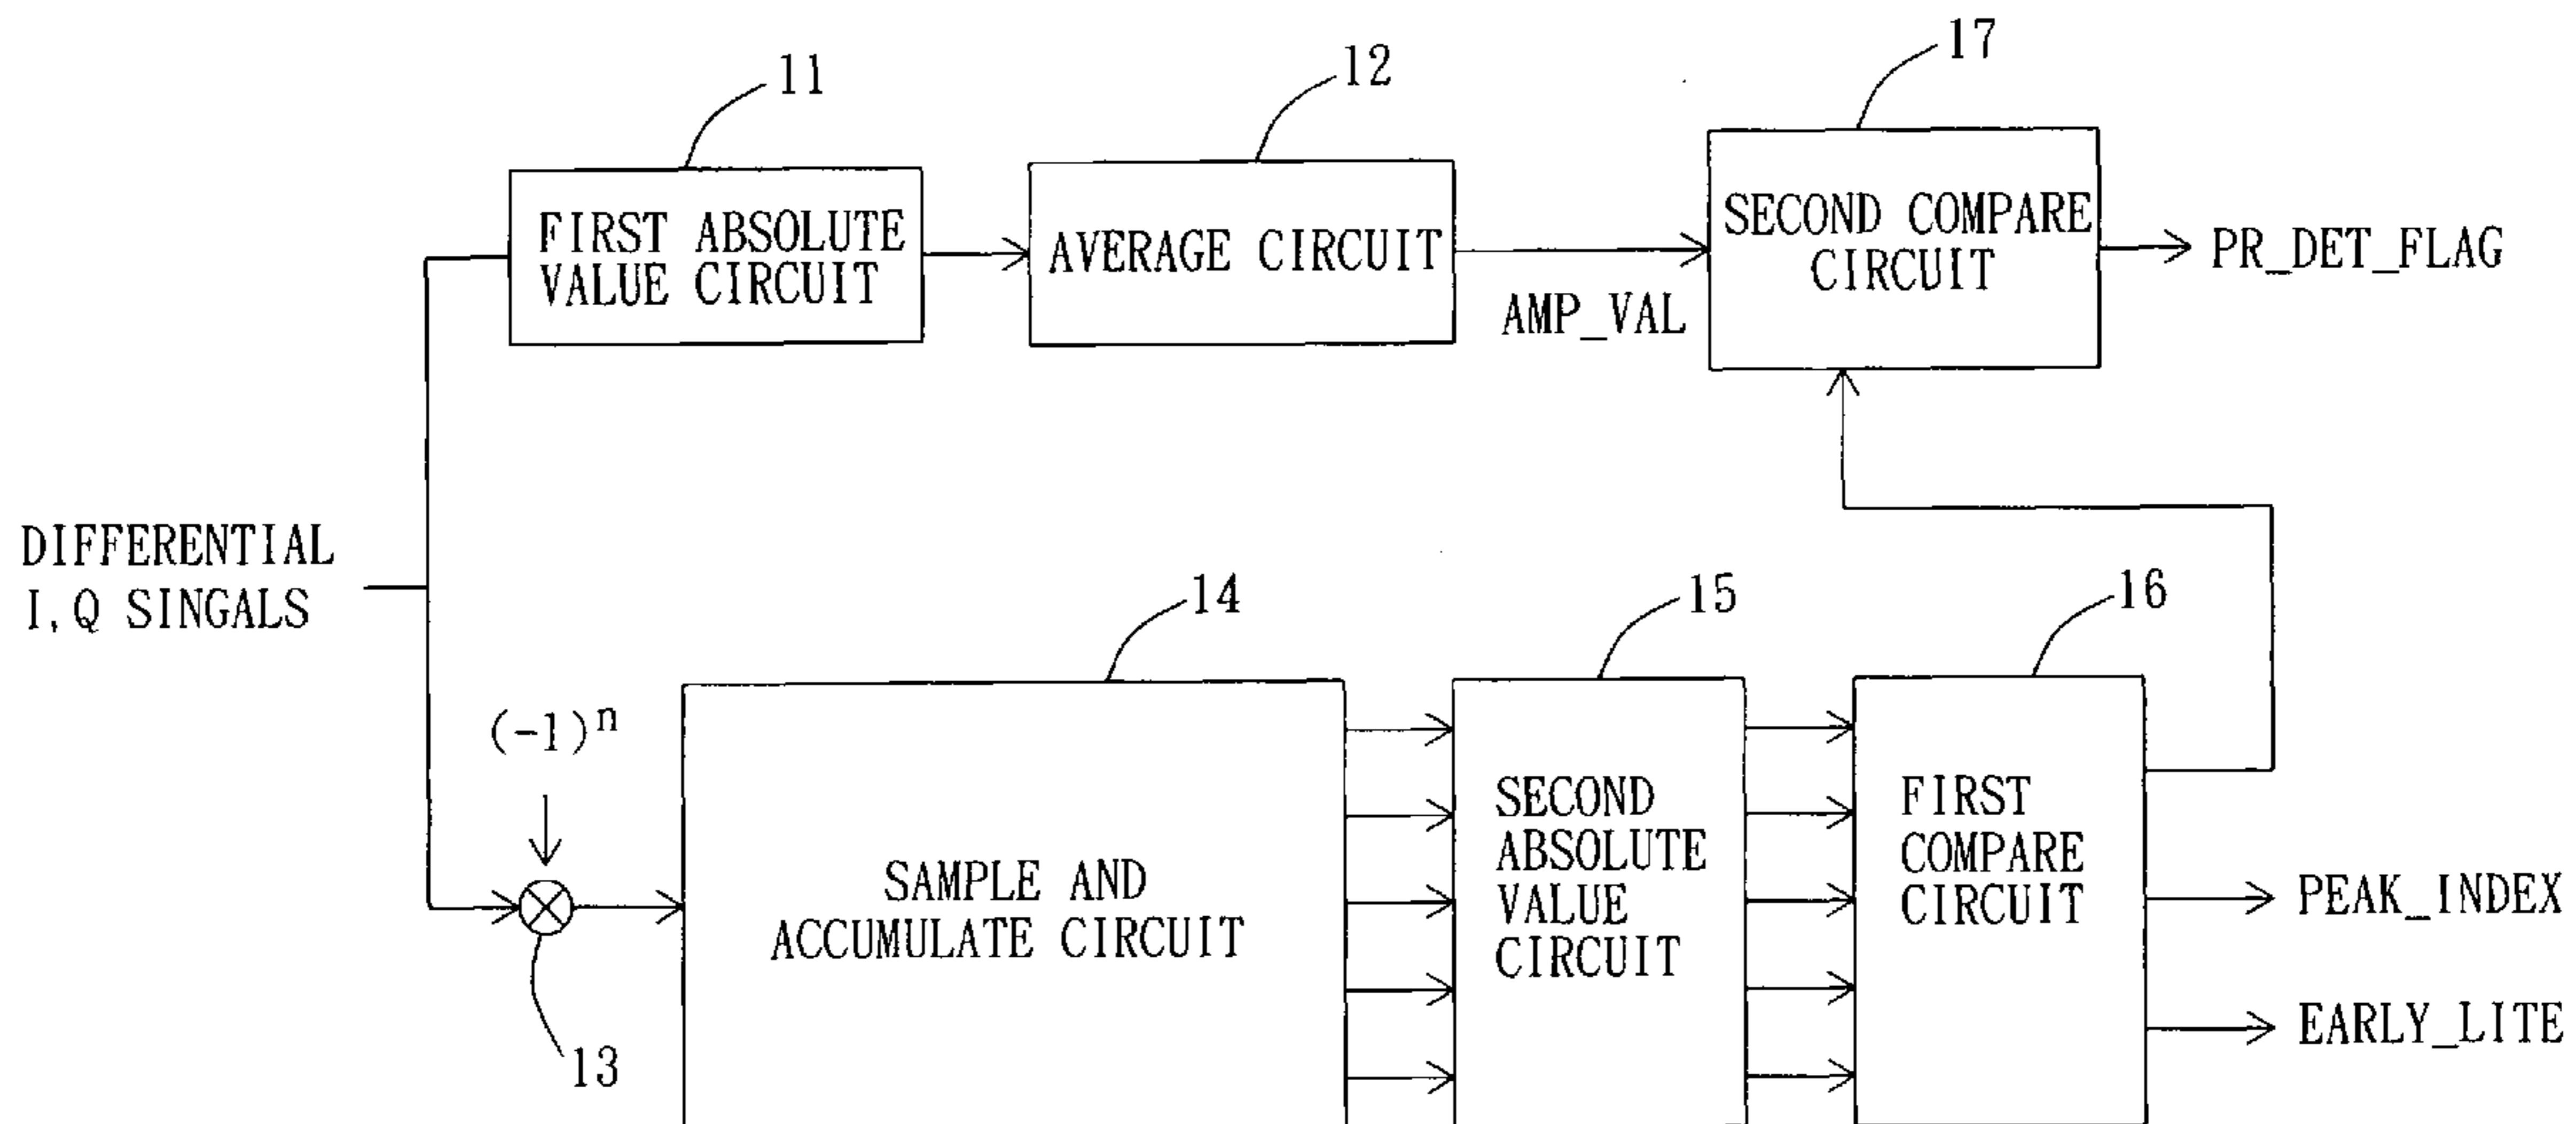 11
12
17
FIRST ABSOLUTE
VALUE CIRCUIT
AVERAGE CIRCUIT
SECOND COMPARE
CIRCUIT
PR_DET_FLAG
AMP_VAL
DIFFERENTIAL
I,Q SINGALS
14
15
16
(-1)ⁿ
SAMPLE AND
ACCUMULATE CIRCUIT
SECOND
ABSOLUTE
VALUE
CIRCUIT
FIRST
COMPARE
CIRCUIT
PEAK_INDEX
EARLY_LITE
13